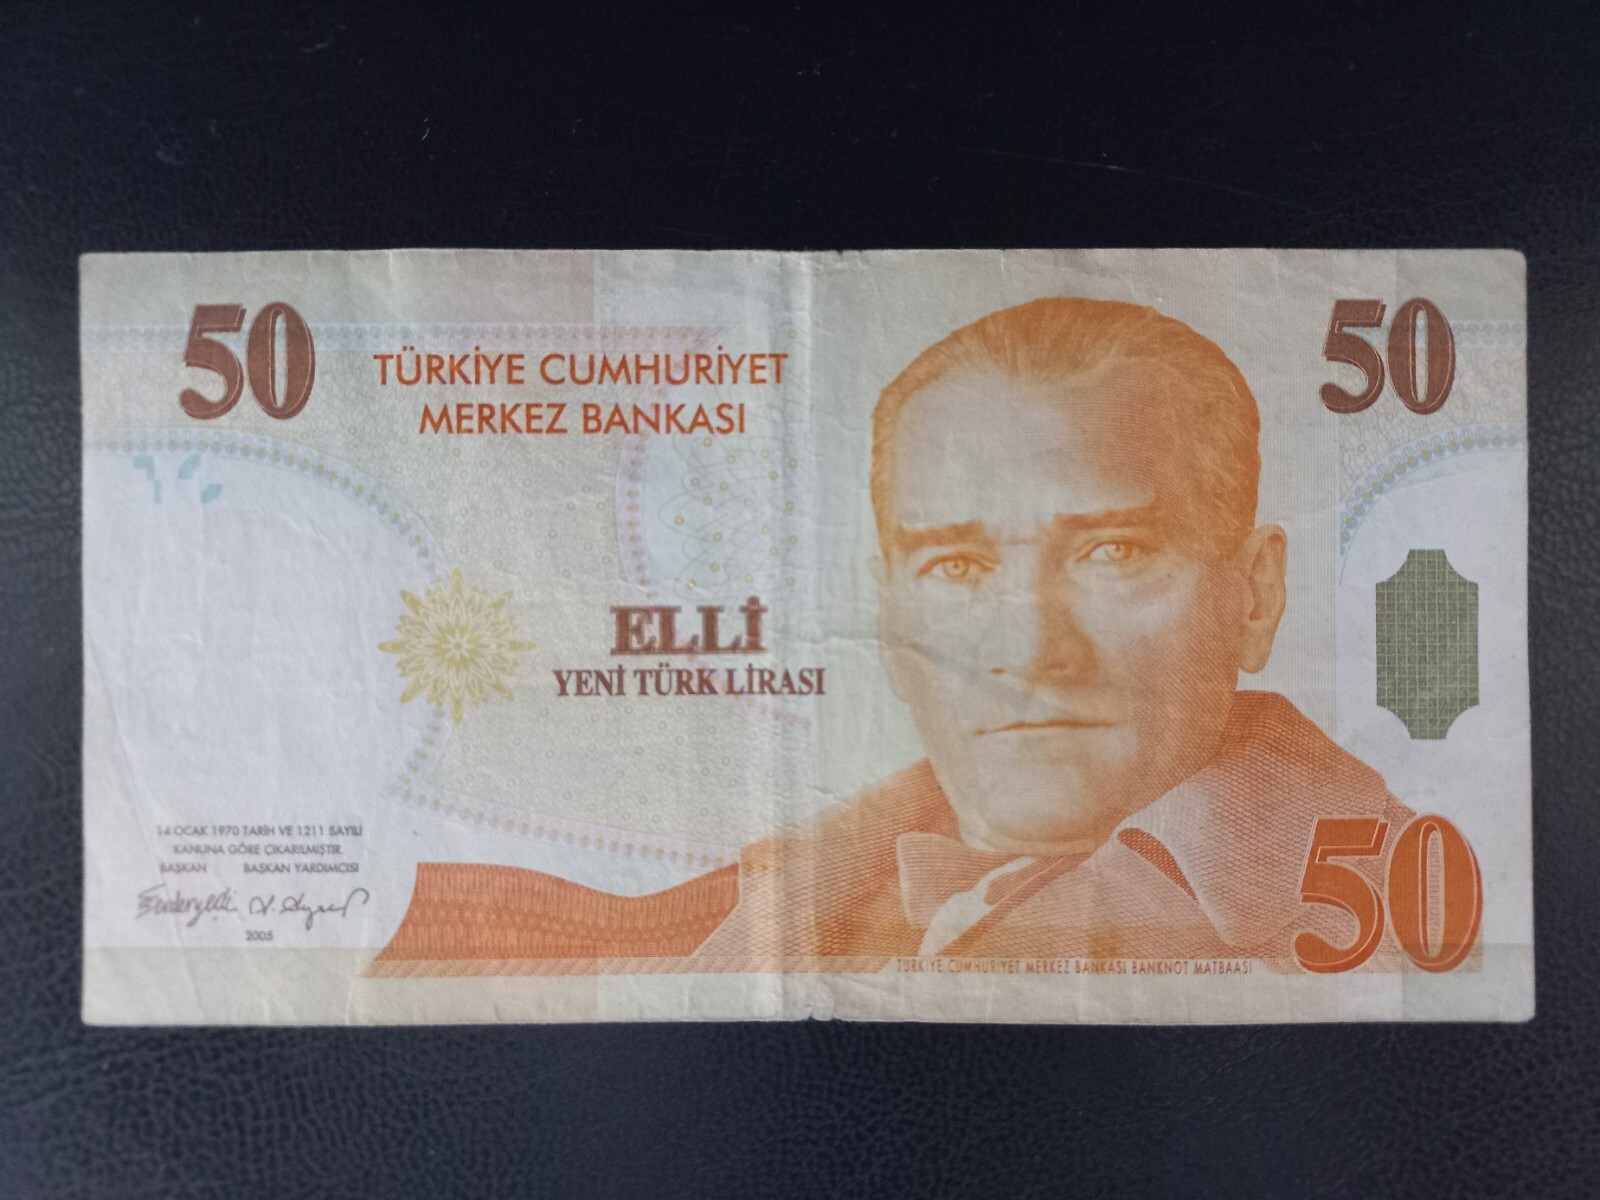 50
TÜRKİYE CUMHURİYET
MERKEZ BANKASI
50
ELLİ
YENİ TÜRK LİRASI
14 OCAK 1970 TARİH VE 1211 SAYILI
KANUNA GÖRE ÇIKARILMIŞTIR.
BAŞKAN BAŞKAN YARDIMCISI
2005
50
TÜRKİYE CUMHURİYET MERKEZ BANKASI BANKNOT MATBAASI